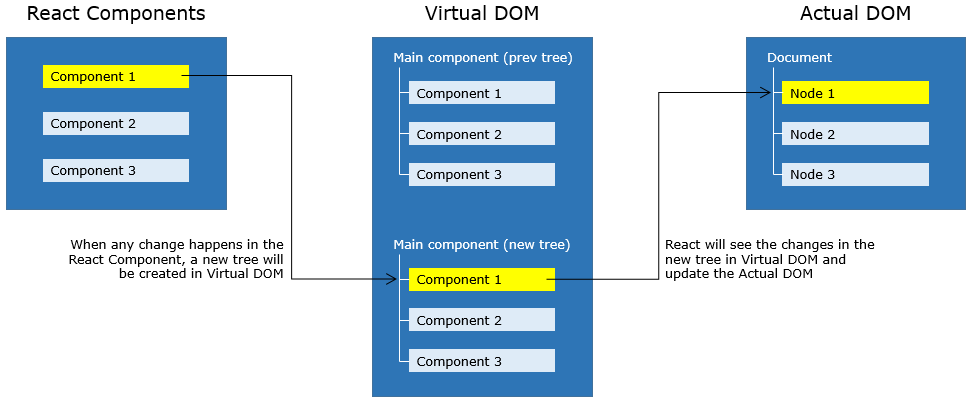 React Components
Component 1
Component 2
Component 3
When any change happens in the
React Component, a new tree will
be created in Virtual DOM
Virtual DOM
Main component (prev tree)
Component 1
Component 2
Component 3
Main component (new tree)
Component 1
Component 2
Component 3
Actual DOM
Document
Node 1
Node 2
Node 3
React will see the changes in the
new tree in Virtual DOM and
update the Actual DOM